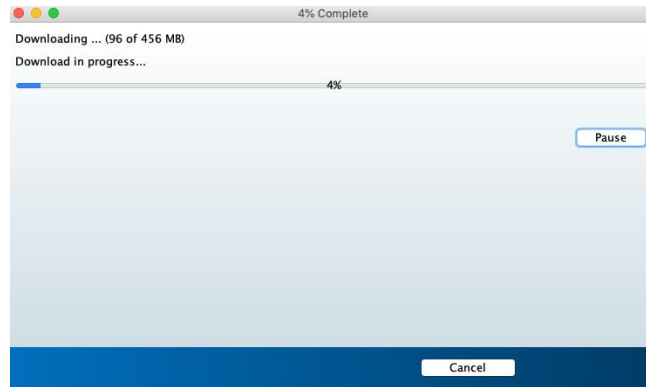 4% Complete
Downloading ... (96 of 456 MB)
Download in progress...
4%
Pause
Cancel